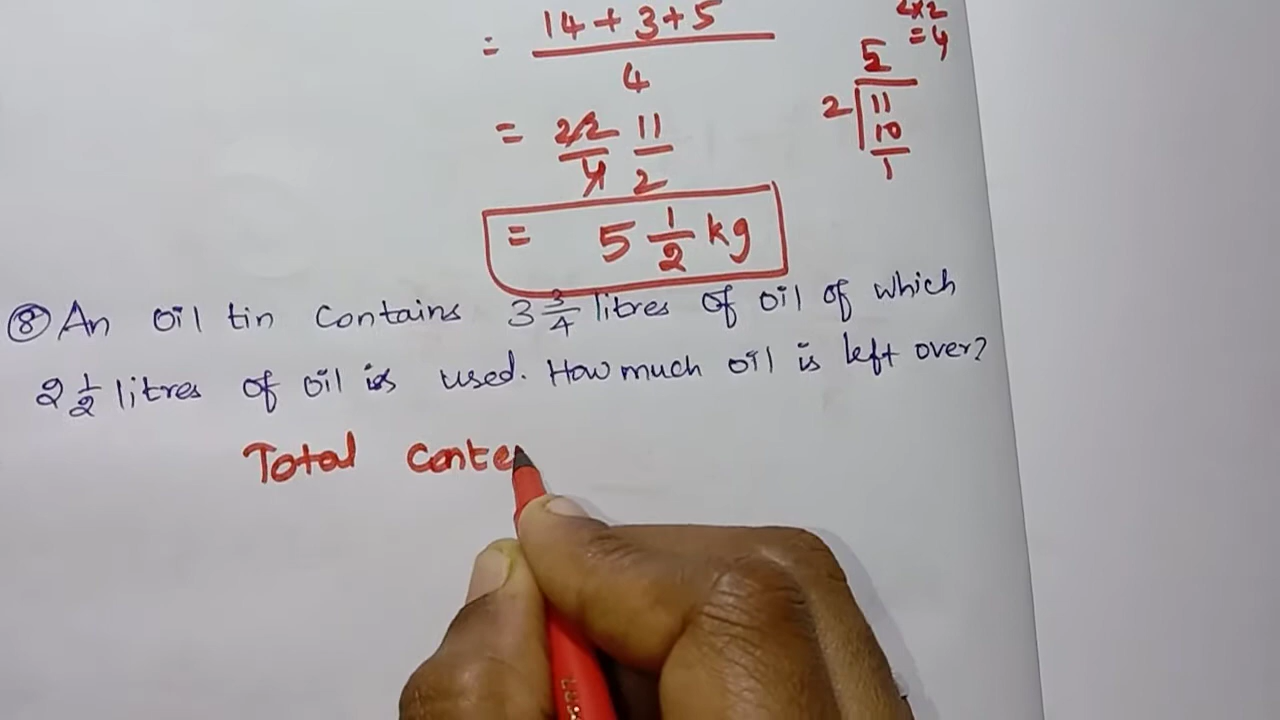 = 14 + 3 + 5 / 4
2x2 = 4
= 22/4 11/2
5
2 11
10
1
= 5 1/2 kg
⑧ An oil tin contains 3 3/4 litres of oil of which
2 1/2 litres of oil is used. How much oil is left over?
Total Conte